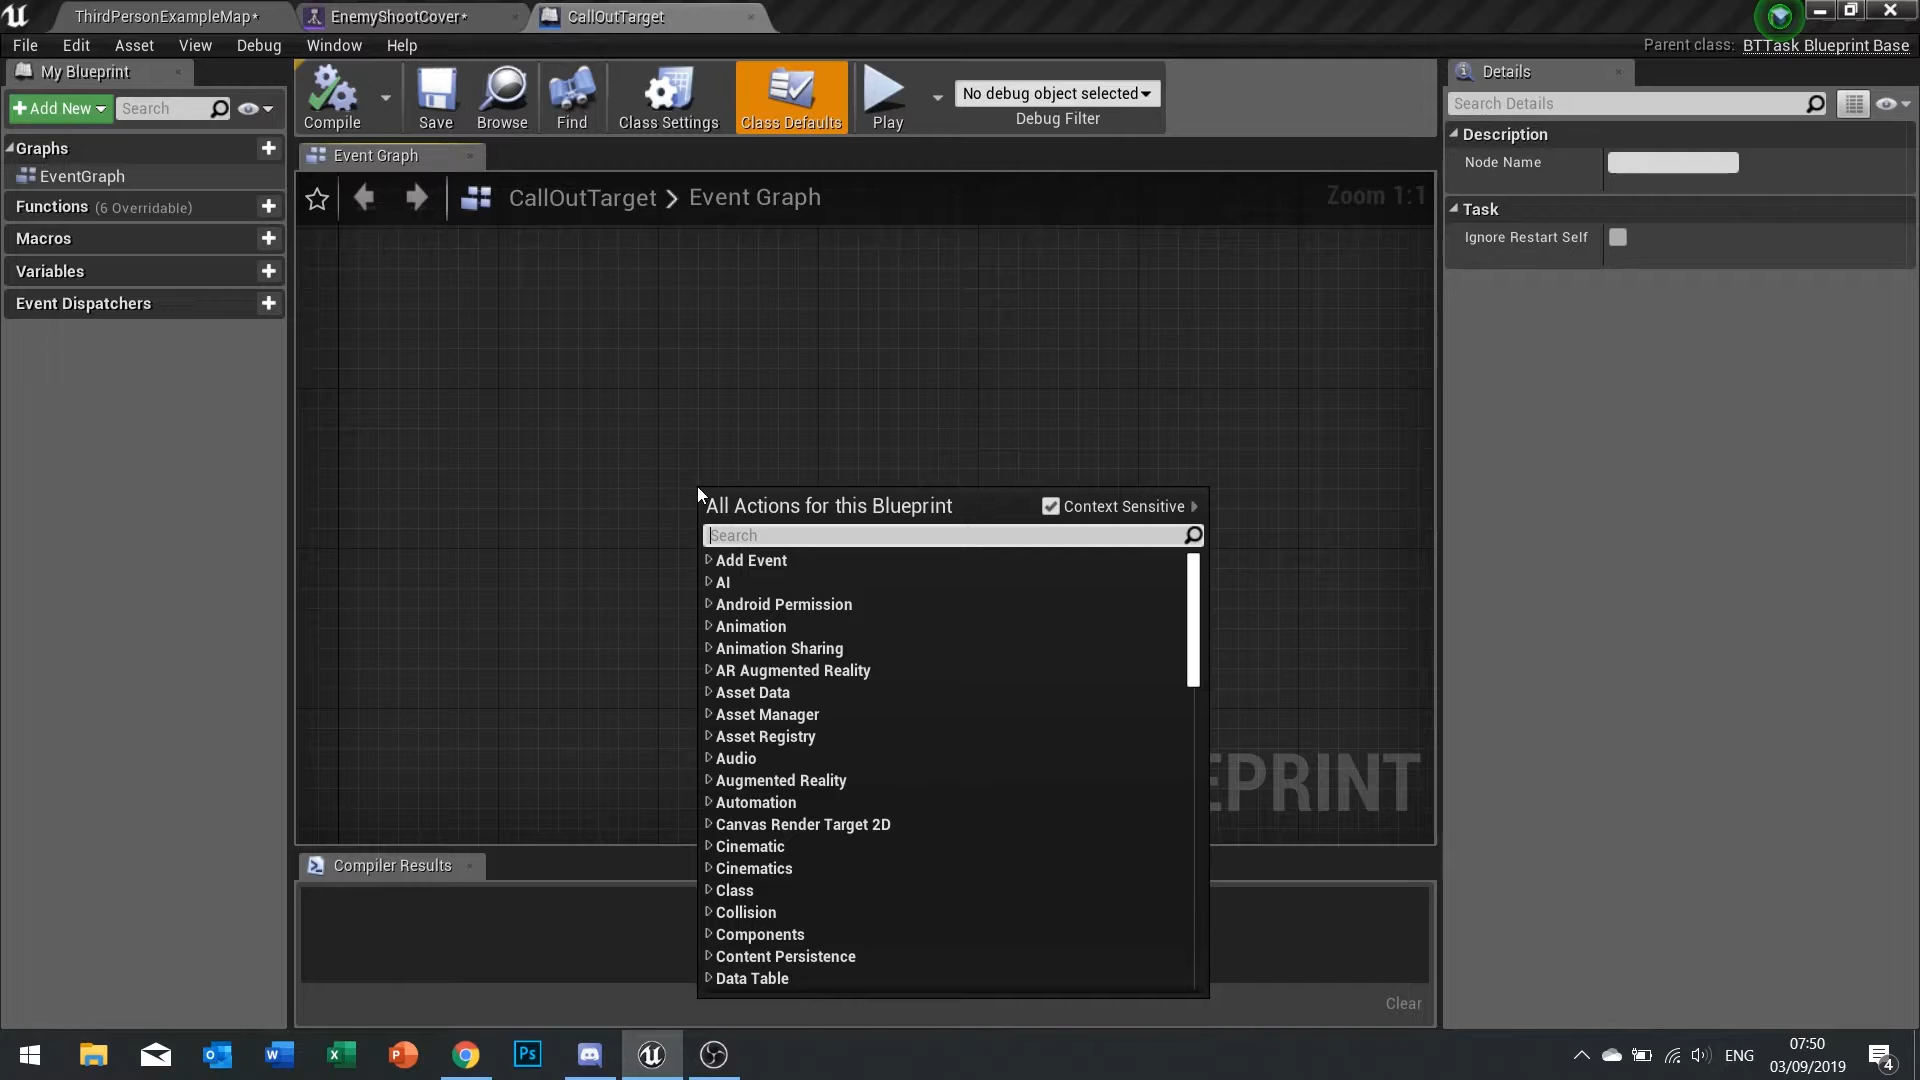 ThirdPersonExampleMap*
EnemyShootCover*
CallOutTarget
File Edit Asset View Debug Window Help
Parent class: BTTask Blueprint Base
My Blueprint
Add New
Search
Graphs
EventGraph
Functions (6 Overridable)
Macros
Variables
Event Dispatchers
Compile
Save
Browse
Find
Class Settings
Class Defaults
Play
No debug object selected
Debug Filter
Event Graph
CallOutTarget > Event Graph
Zoom 1:1
All Actions for this Blueprint
Context Sensitive
Search
Add Event
AI
Android Permission
Animation
Animation Sharing
AR Augmented Reality
Asset Data
Asset Manager
Asset Registry
Audio
Augmented Reality
Automation
Canvas Render Target 2D
Cinematic
Cinematics
Class
Collision
Components
Content Persistence
Data Table
EPRINT
Compiler Results
Clear
Details
Search Details
Description
Node Name
Task
Ignore Restart Self
ENG
07:50
03/09/2019
4